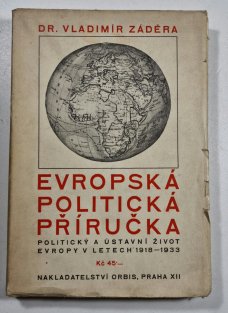 DR. VLADIMÍR ZÁDĚRA
EVROPSKÁ
POLITICKÁ
PŘÍRUČKA
POLITICKÝ A ÚSTAVNÍ ŽIVOT
EVROPY V LETECH 1918—1933
Kč 45·—
NAKLADATELSTVÍ ORBIS, PRAHA XII